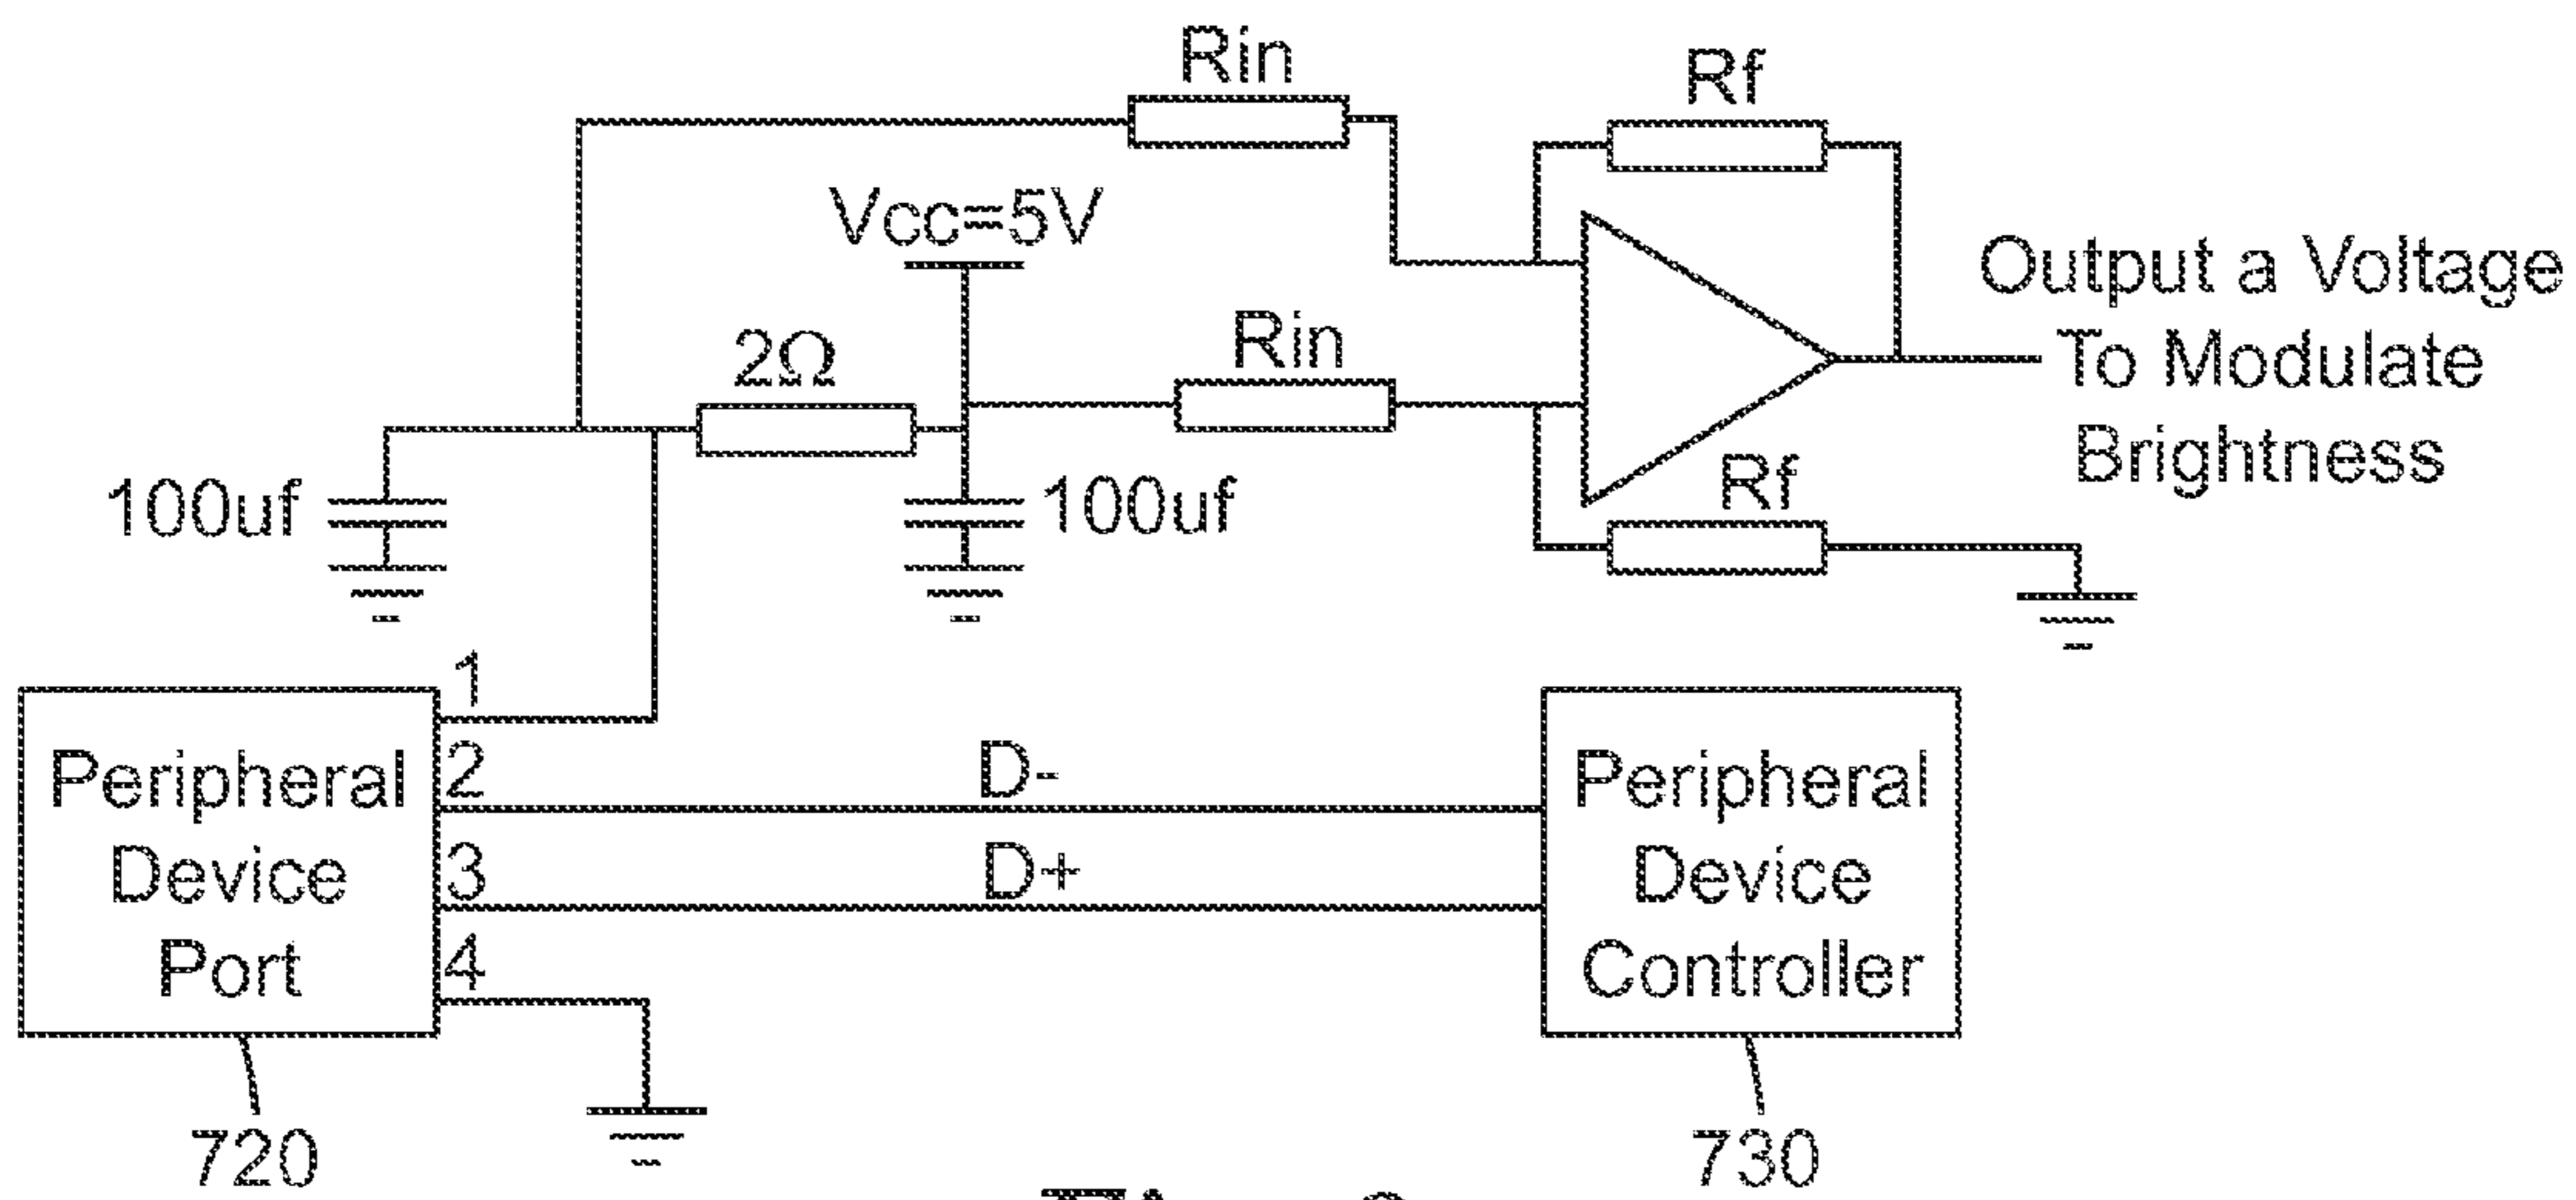 Rin
Rf
Vcc=5V
Output a Voltage
To Modulate
Brightness
2Ω
Rin
100uf
100uf
Rf
1
2
3
4
Peripheral
Device
Port
D-
D+
Peripheral
Device
Controller
720
730